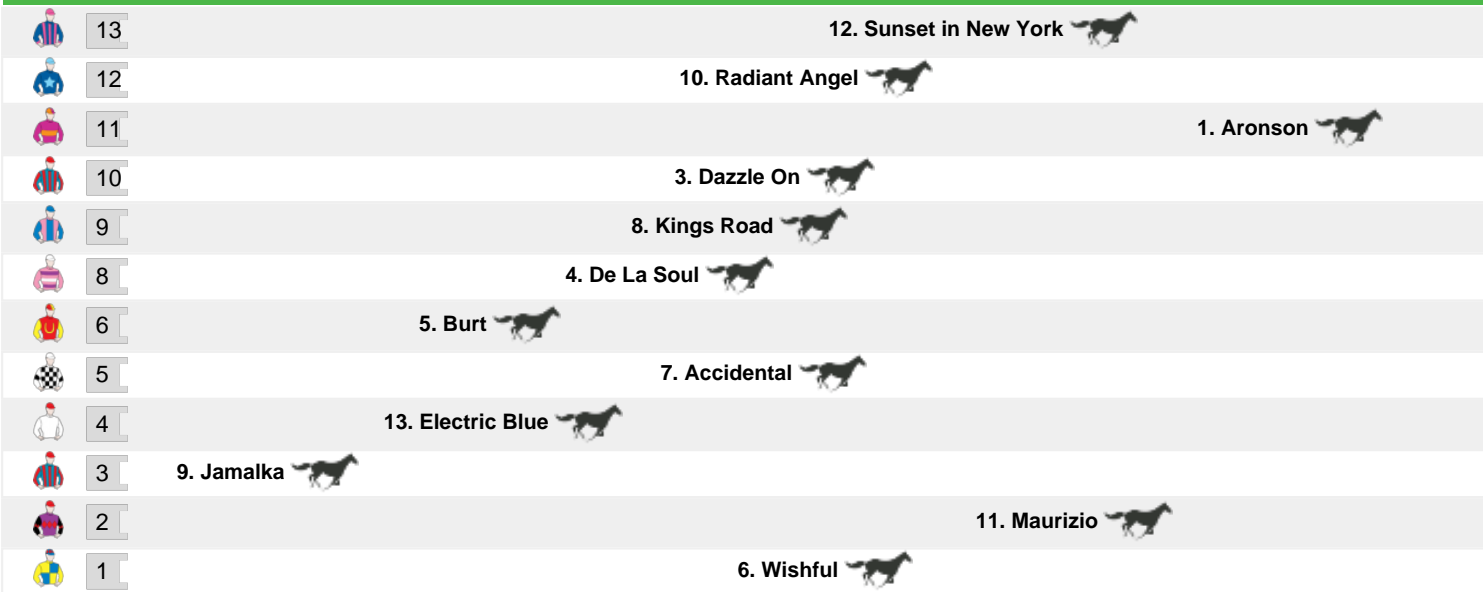 13 12. Sunset in New York
12 10. Radiant Angel
11 1. Aronson
10 3. Dazzle On
9 8. Kings Road
8 4. De La Soul
6 5. Burt
5 7. Accidental
4 13. Electric Blue
3 9. Jamalka
2 11. Maurizio
1 6. Wishful